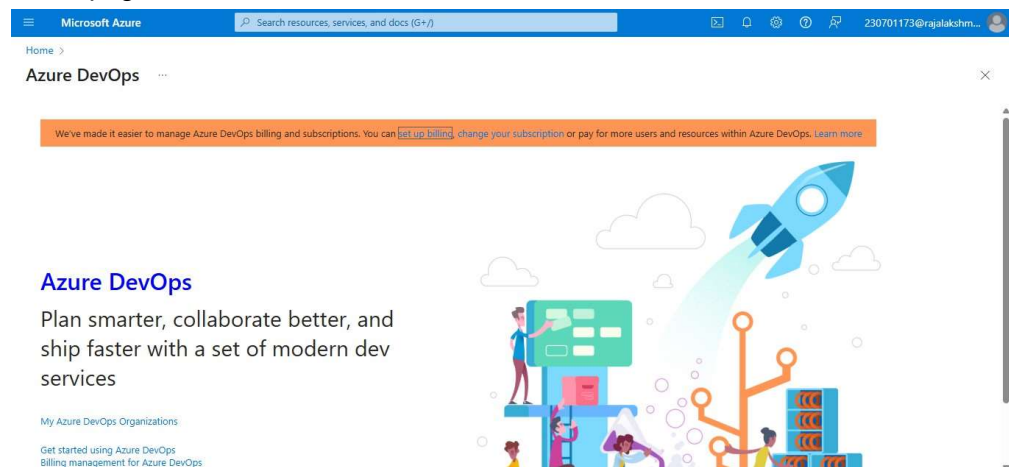 Microsoft Azure
Search resources, services, and docs (G+/)
230701173@rajalakshm...
Home >
Azure DevOps ...
We've made it easier to manage Azure DevOps billing and subscriptions. You can set up billing, change your subscription or pay for more users and resources within Azure DevOps. Learn more
Azure DevOps
Plan smarter, collaborate better, and
ship faster with a set of modern dev
services
My Azure DevOps Organizations
Get started using Azure DevOps
Billing management for Azure DevOps